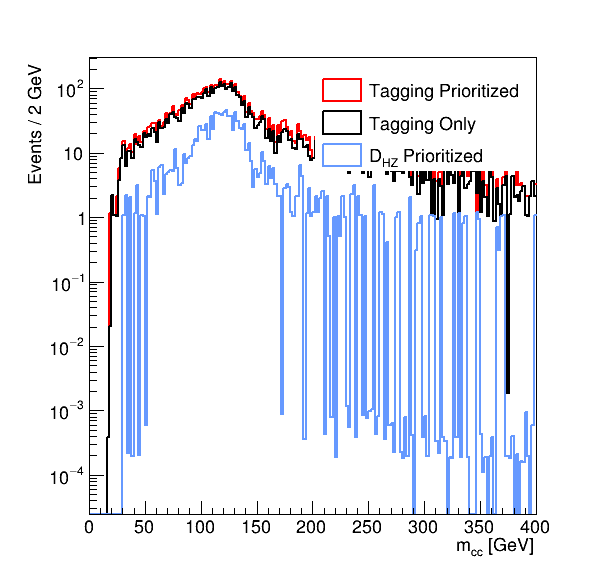 Events / 2 GeV
10²
10
1
10⁻¹
10⁻²
10⁻³
10⁻⁴
Tagging Prioritized
Tagging Only
D_HZ Prioritized
0 50 100 150 200 250 300 350 400
m_cc [GeV]